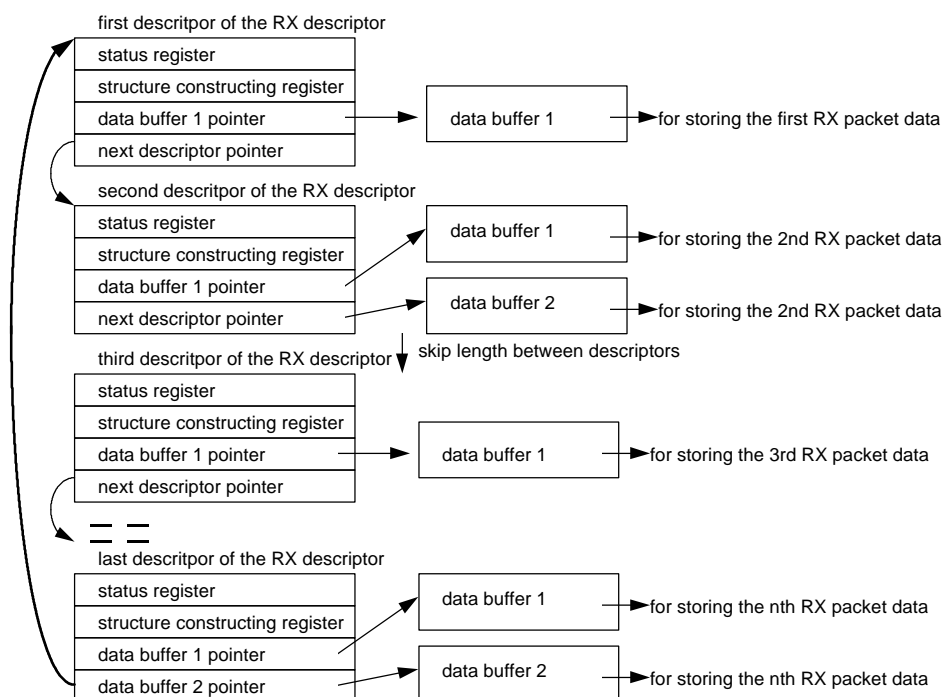 first descritpor of the RX descriptor
status register
structure constructing register
data buffer 1 pointer
data buffer 1
for storing the first RX packet data
next descriptor pointer
second descritpor of the RX descriptor
status register
structure constructing register
data buffer 1 pointer
next descriptor pointer
data buffer 1
for storing the 2nd RX packet data
data buffer 2
for storing the 2nd RX packet data
skip length between descriptors
third descritpor of the RX descriptor
status register
structure constructing register
data buffer 1 pointer
data buffer 1
for storing the 3rd RX packet data
next descriptor pointer
last descritpor of the RX descriptor
status register
structure constructing register
data buffer 1 pointer
data buffer 2 pointer
data buffer 1
for storing the nth RX packet data
data buffer 2
for storing the nth RX packet data